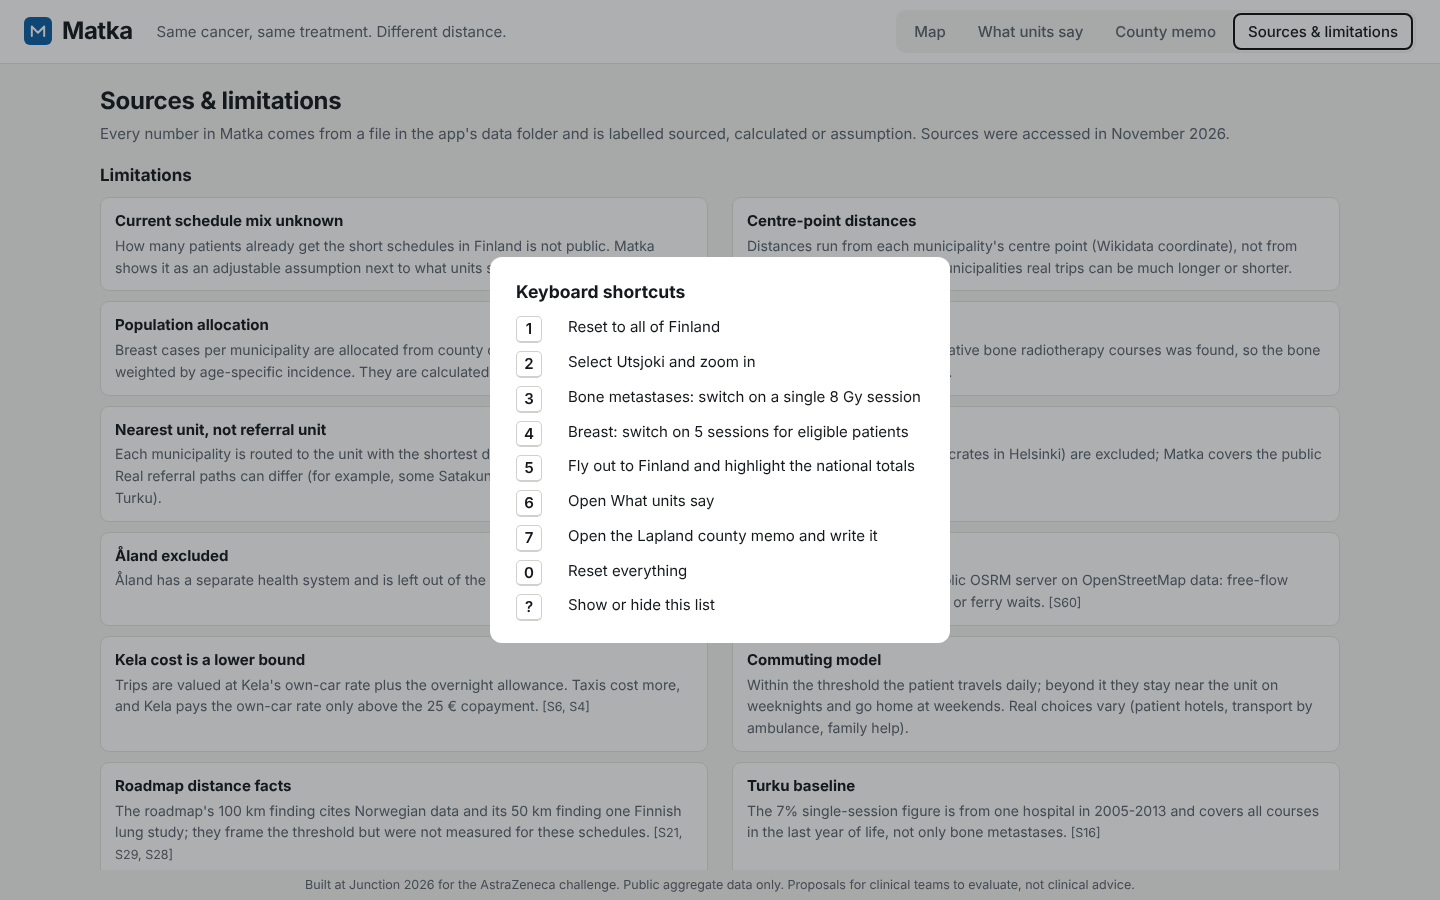 Matka
Same cancer, same treatment. Different distance.
Map
What units say
County memo
Sources & limitations
Sources & limitations
Every number in Matka comes from a file in the app's data folder and is labelled sourced, calculated or assumption. Sources were accessed in November 2026.
Limitations
Current schedule mix unknown
How many patients already get the short schedules in Finland is not public. Matka
shows it as an adjustable assumption next to what units
Centre-point distances
Distances run from each municipality's centre point (Wikidata coordinate), not from
real trips can be much longer or shorter.
Population allocation
Breast cases per municipality are allocated from county
weighted by age-specific incidence. They are calculated
bone radiotherapy courses was found, so the bone
Nearest unit, not referral unit
Each municipality is routed to the unit with the shortest
Real referral paths can differ (for example, some
Turku).
in Helsinki) are excluded; Matka covers the public
Åland excluded
Åland has a separate health system and is left out of the
OSRM server on OpenStreetMap data: free-flow
or ferry waits. [S60]
Kela cost is a lower bound
Trips are valued at Kela's own-car rate plus the overnight allowance. Taxis cost more,
and Kela pays the own-car rate only above the 25 € copayment. [S6, S4]
Commuting model
Within the threshold the patient travels daily; beyond it they stay near the unit on
weeknights and go home at weekends. Real choices vary (patient hotels, transport by
ambulance, family help).
Roadmap distance facts
The roadmap's 100 km finding cites Norwegian data and its 50 km finding one Finnish
lung study; they frame the threshold but were not measured for these schedules. [S21,
S29, S28]
Turku baseline
The 7% single-session figure is from one hospital in 2005-2013 and covers all courses
in the last year of life, not only bone metastases. [S16]
Keyboard shortcuts
1 Reset to all of Finland
2 Select Utsjoki and zoom in
3 Bone metastases: switch on a single 8 Gy session
4 Breast: switch on 5 sessions for eligible patients
5 Fly out to Finland and highlight the national totals
6 Open What units say
7 Open the Lapland county memo and write it
0 Reset everything
? Show or hide this list
Built at Junction 2026 for the AstraZeneca challenge. Public aggregate data only. Proposals for clinical teams to evaluate, not clinical advice.